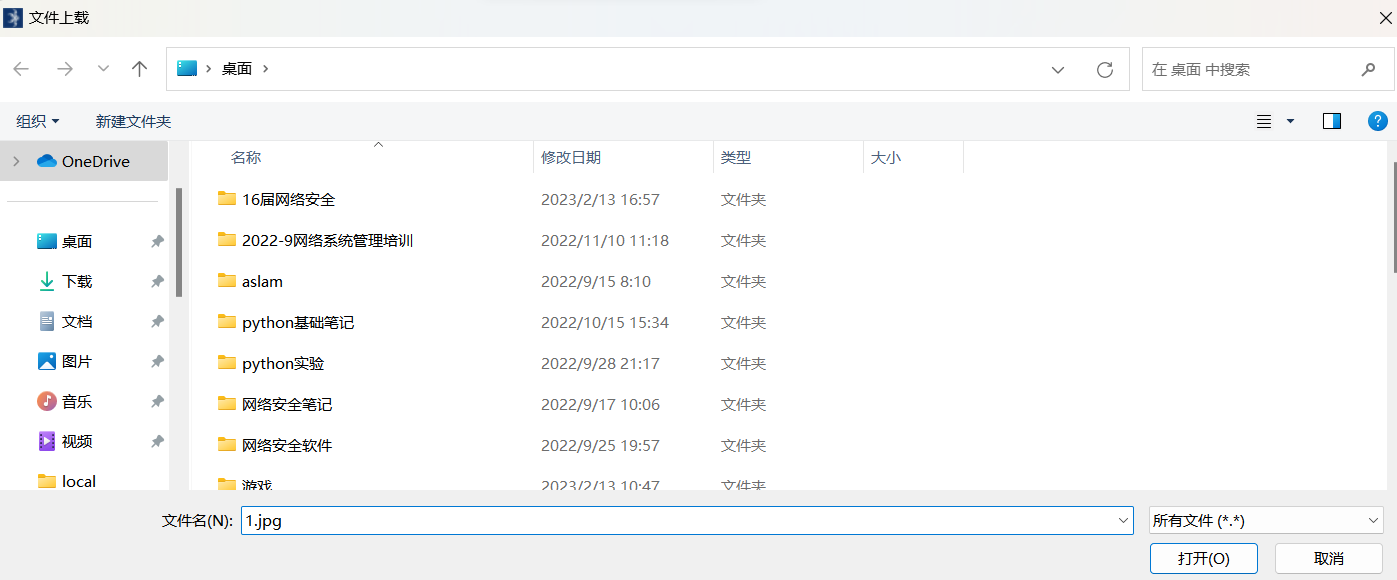 文件上载
桌面
在 桌面 中搜索
组织 新建文件夹
OneDrive
桌面
下载
文档
图片
音乐
视频
local
名称 修改日期 类型 大小
16届网络安全 2023/2/13 16:57 文件夹
2022-9网络系统管理培训 2022/11/10 11:18 文件夹
aslam 2022/9/15 8:10 文件夹
python基础笔记 2022/10/15 15:34 文件夹
python实验 2022/9/28 21:17 文件夹
网络安全笔记 2022/9/17 10:06 文件夹
网络安全软件 2022/9/25 19:57 文件夹
游戏 2023/2/13 10:47 文件夹
文件名(N): 1.jpg 所有文件 (*.*)
打开(O) 取消